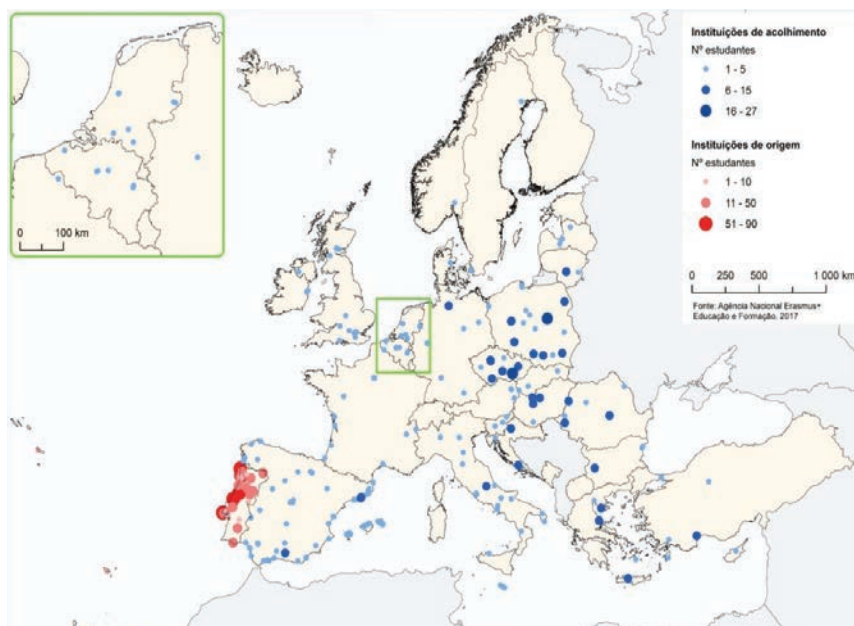 Instituições de acolhimento
Nº estudantes
1 - 5
6 - 15
16 - 27
Instituições de origem
Nº estudantes
1 - 10
11 - 50
51 - 90
0 250 500 1 000 km
Fonte: Agência Nacional Erasmus+
Educação e Formação, 2017
0 100 km